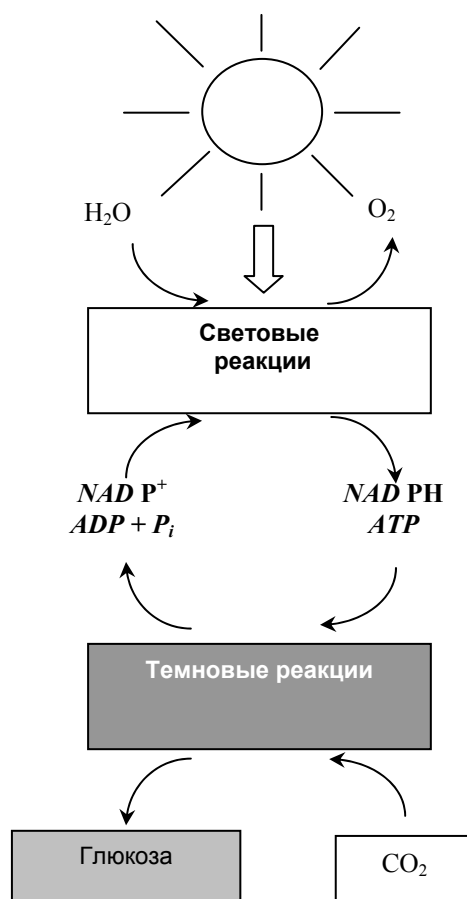 H₂O
O₂
Световые
реакции
NAD P⁺
ADP + Pᵢ
NAD PH
ATP
Темновые реакции
Глюкоза
CO₂